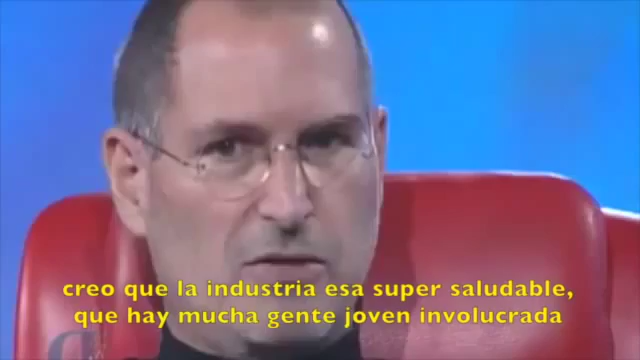 creo que la industria esa super saludable,
que hay mucha gente joven involucrada